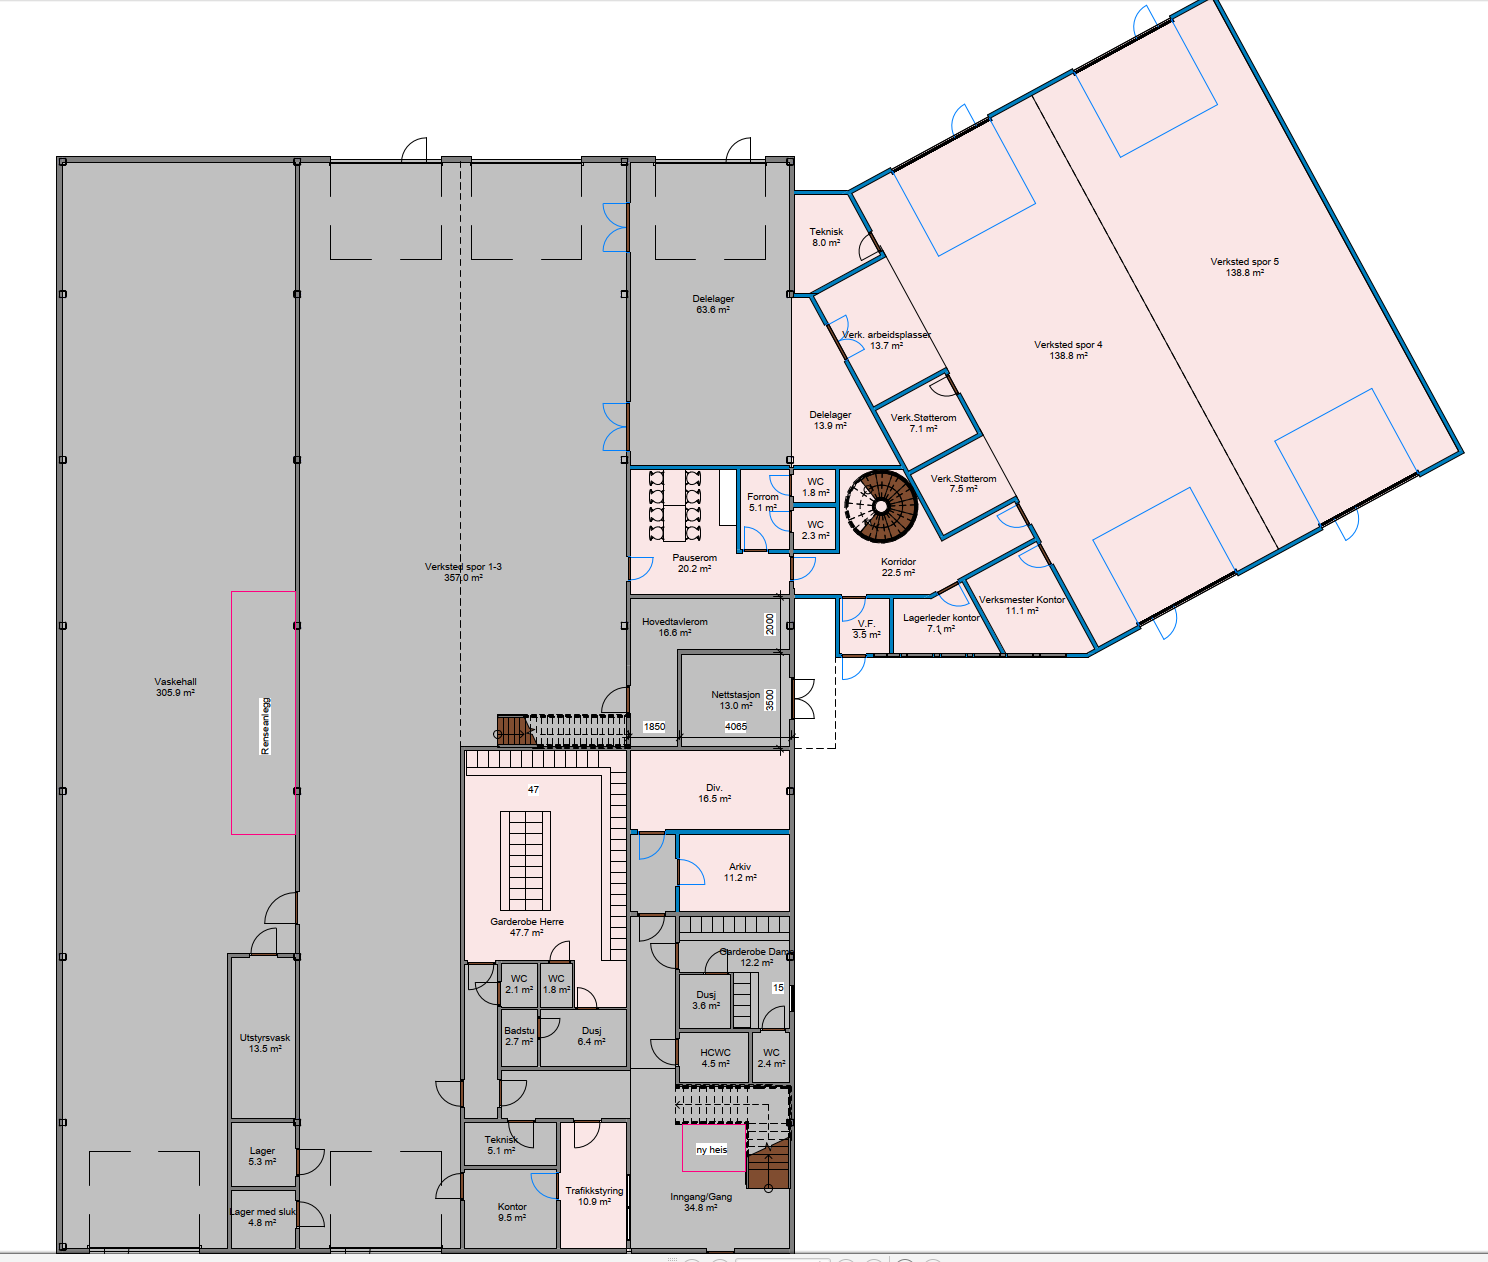 Teknisk
8.0 m²
Verksted spor 5
138.8 m²
Delelager
63.6 m²
Verk. arbeidsplasser
13.7 m²
Verksted spor 4
138.8 m²
Delelager
13.9 m²
Verk.Støtterom
7.1 m²
Verk.Støtterom
7.5 m²
WC
1.8 m²
Forrom
5.1 m²
WC
2.3 m²
Pauserom
20.2 m²
Korridor
22.5 m²
Verksted spor 1-3
357.0 m²
Verksmester Kontor
11.1 m²
Hovedtavlerom
16.6 m²
2000
V.F.
3.5 m²
Lagerleder kontor
7.1 m²
Vaskehall
305.9 m²
Renseanlegg
Nettstasjon
13.0 m²
3500
1850
4065
47
Div.
16.5 m²
Arkiv
11.2 m²
Garderobe Herre
47.7 m²
Garderobe Dame
12.2 m²
WC
2.1 m²
WC
1.8 m²
Dusj
3.6 m²
15
Utstyrsvask
13.5 m²
Badstu
2.7 m²
Dusj
6.4 m²
HCWC
4.5 m²
WC
2.4 m²
Teknisk
5.1 m²
ny heis
Lager
5.3 m²
Trafikkstyring
10.9 m²
Inngang/Gang
34.8 m²
Lager med sluk
4.8 m²
Kontor
9.5 m²